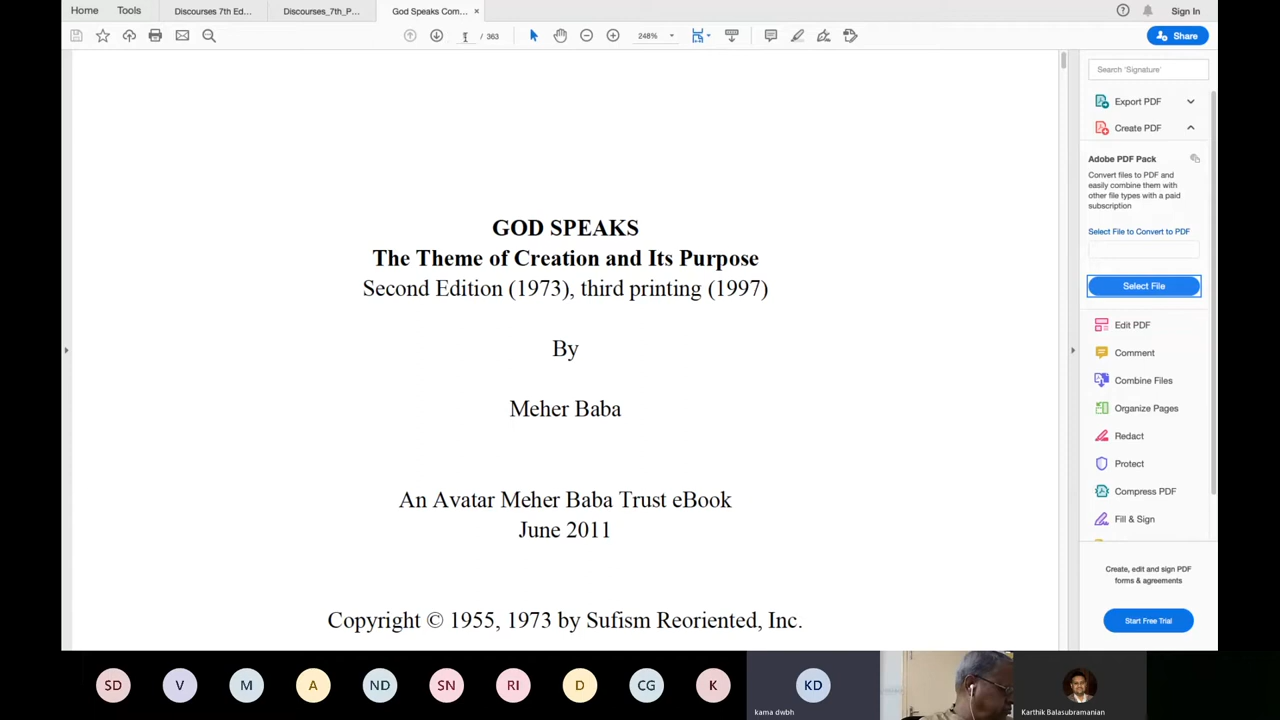 Home
Tools
Discourses 7th Ed...
Discourses_7th_P...
God Speaks Com...
×
?
Sign In
/ 363
248%
Share
GOD SPEAKS
The Theme of Creation and Its Purpose
Second Edition (1973), third printing (1997)
By
Meher Baba
An Avatar Meher Baba Trust eBook
June 2011
Copyright © 1955, 1973 by Sufism Reoriented, Inc.
Search 'Signature'
Export PDF
Create PDF
Adobe PDF Pack
Convert files to PDF and
easily combine them with
other file types with a paid
subscription
Select File to Convert to PDF
Select File
Edit PDF
Comment
Combine Files
Organize Pages
Redact
Protect
Compress PDF
Fill & Sign
Create, edit and sign PDF
forms & agreements
Start Free Trial
SD
V
M
A
ND
SN
RI
D
CG
K
KD
kama dwbh
Karthik Balasubramanian